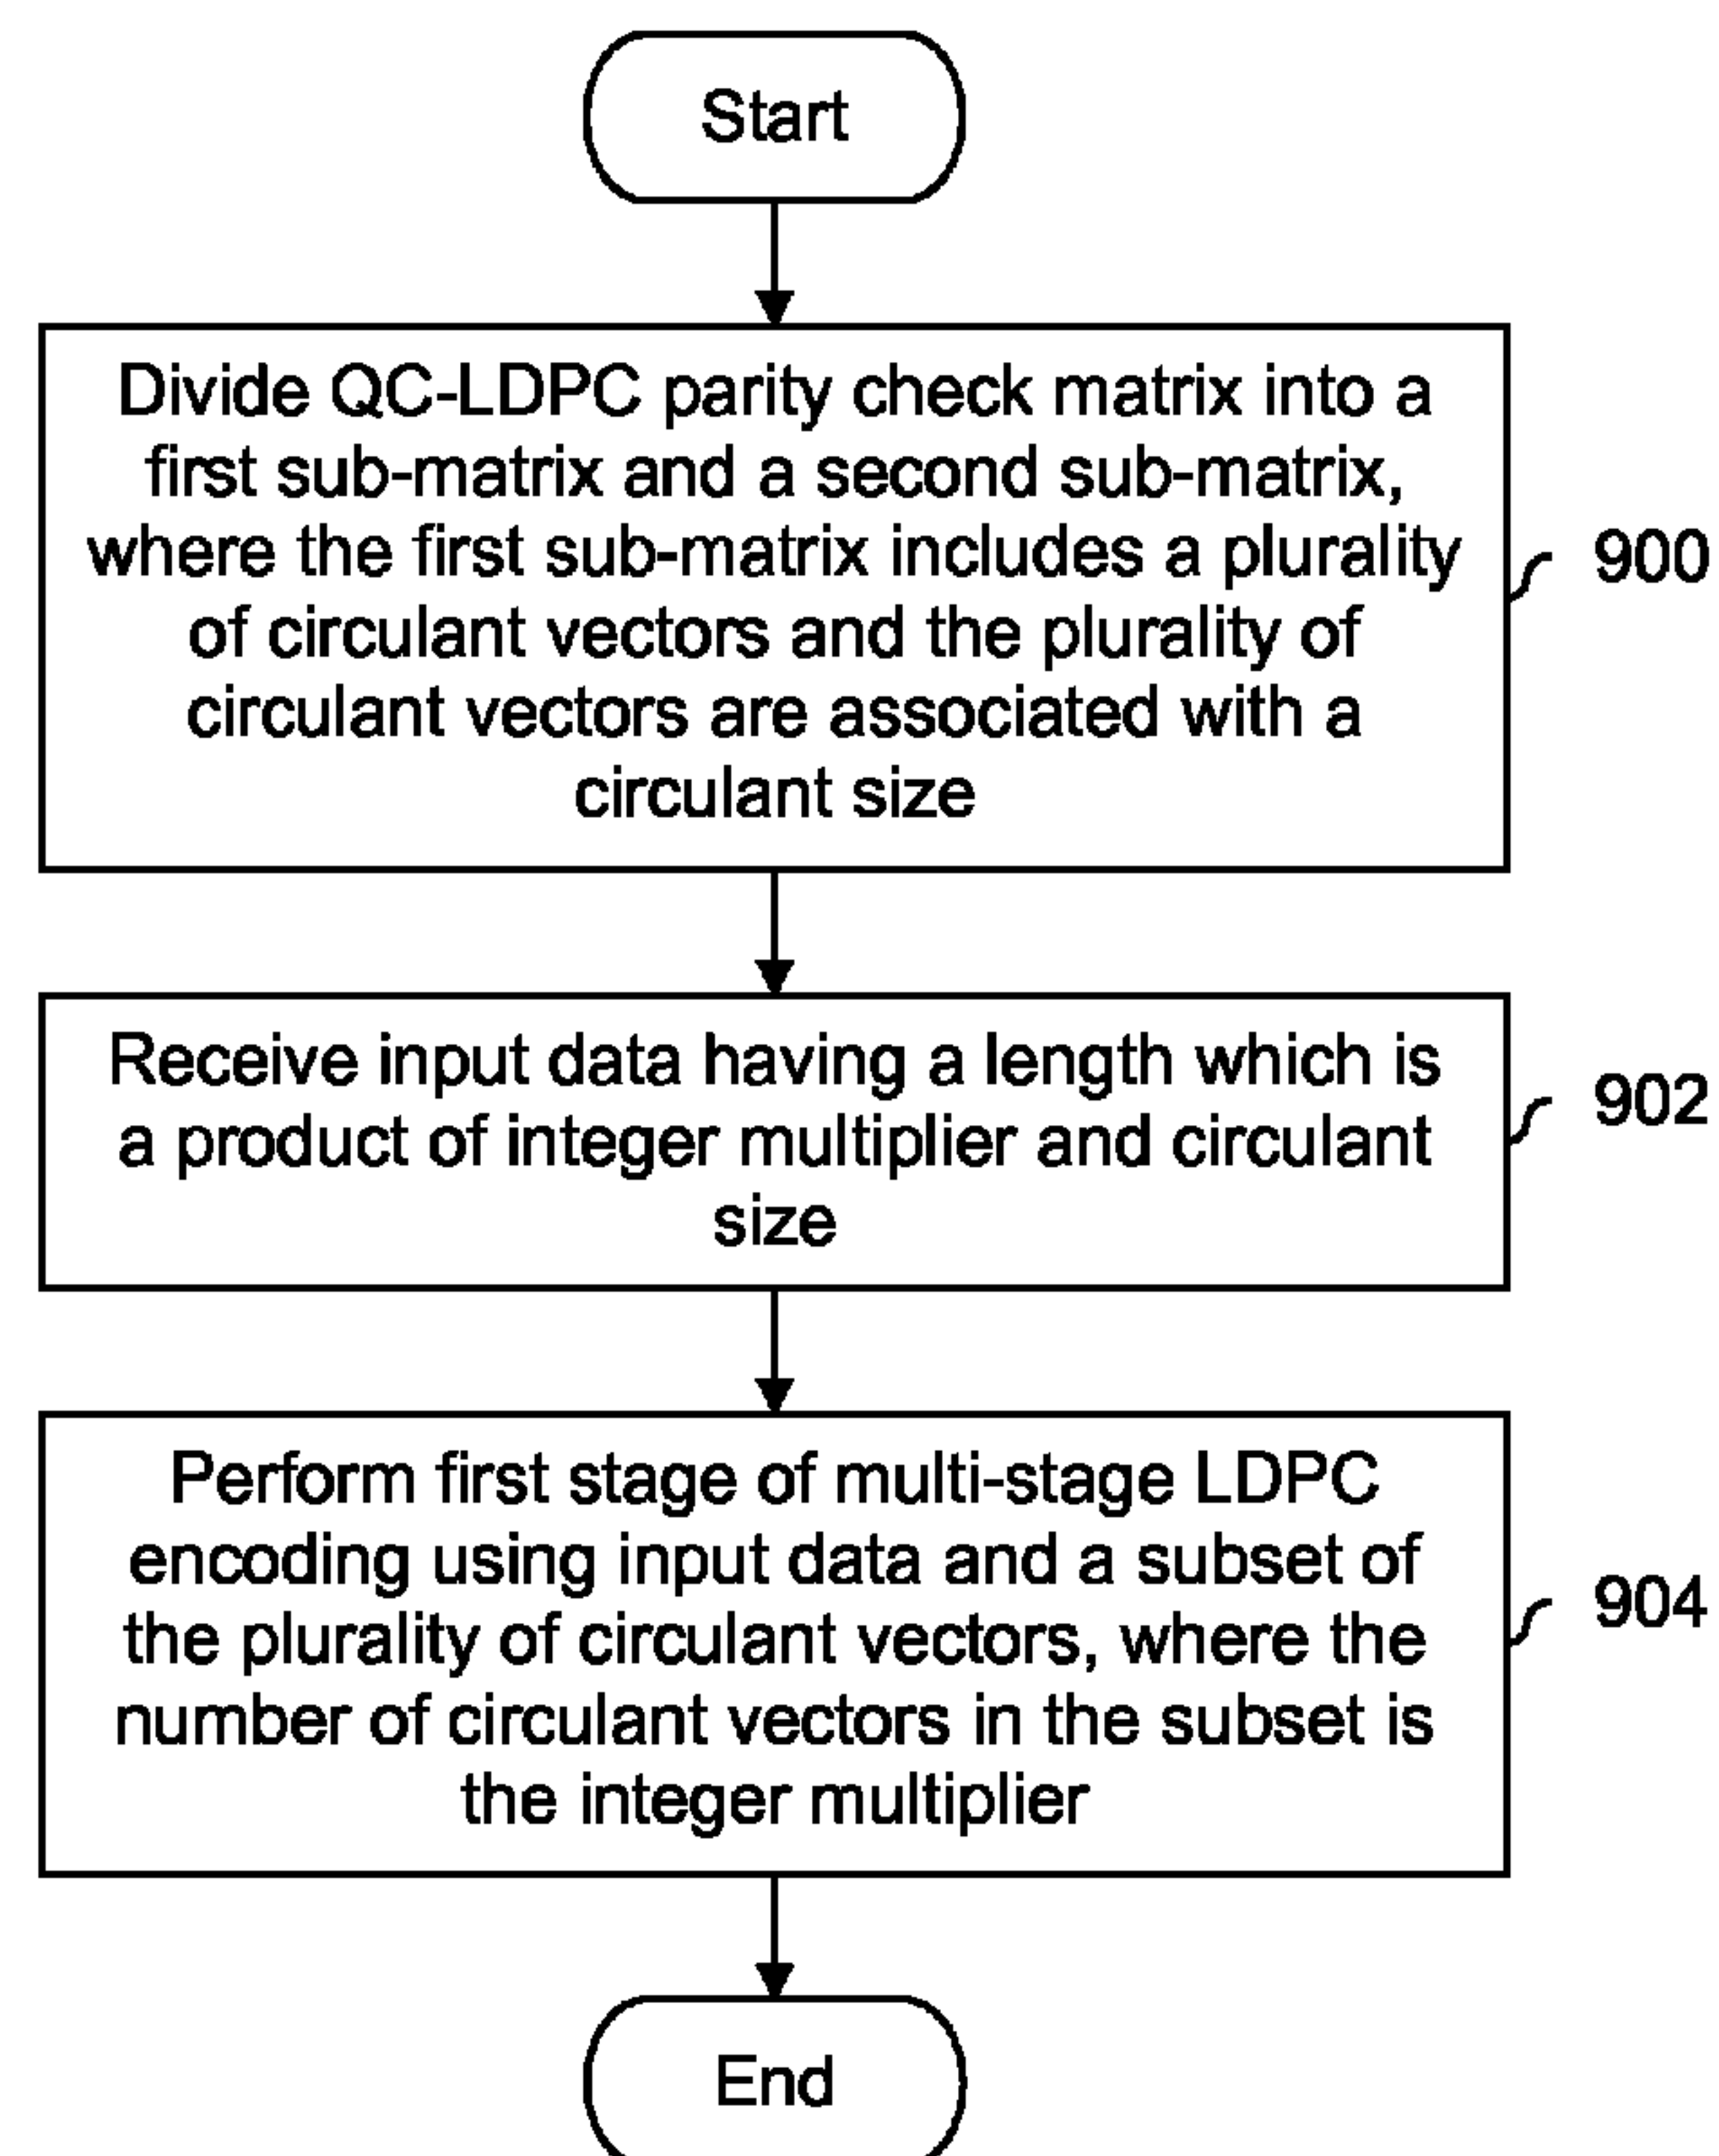 Start
Divide QC-LDPC parity check matrix into a
first sub-matrix and a second sub-matrix,
where the first sub-matrix includes a plurality
of circulant vectors and the plurality of
circulant vectors are associated with a
circulant size
900
Receive input data having a length which is
a product of integer multiplier and circulant
size
902
Perform first stage of multi-stage LDPC
encoding using input data and a subset of
the plurality of circulant vectors, where the
number of circulant vectors in the subset is
the integer multiplier
904
End